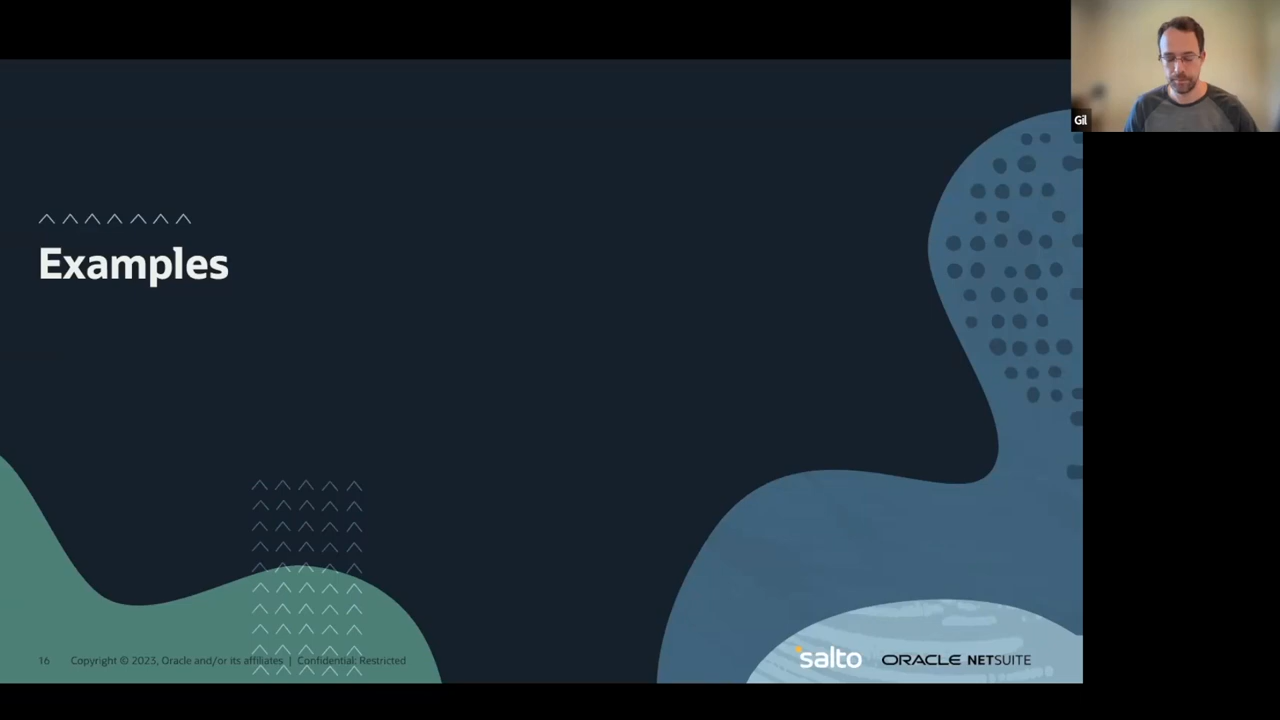 Gil
Examples
16 Copyright © 2023, Oracle and/or its affiliates | Confidential: Restricted
salto ORACLE NETSUITE